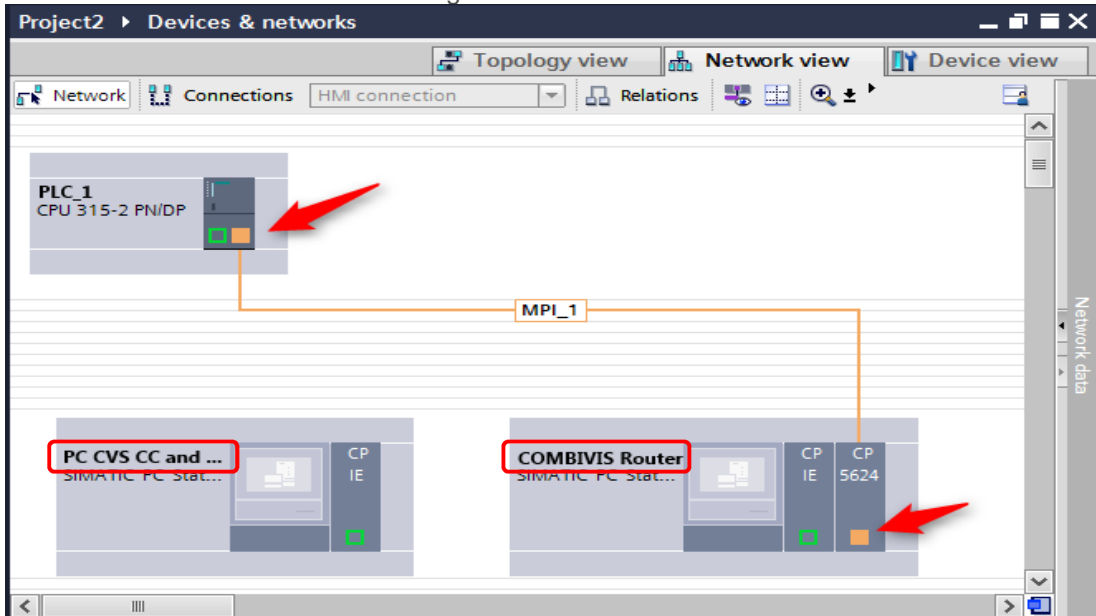 Project2 ▸ Devices & networks
Topology view Network view Device view
Network Connections HMI connection Relations
PLC_1
CPU 315-2 PN/DP
MPI_1
Network data
PC CVS CC and ...
SIMATIC PC Stat...
CP
IE
COMBIVIS Router
SIMATIC PC Stat...
CP
IE
CP
5624